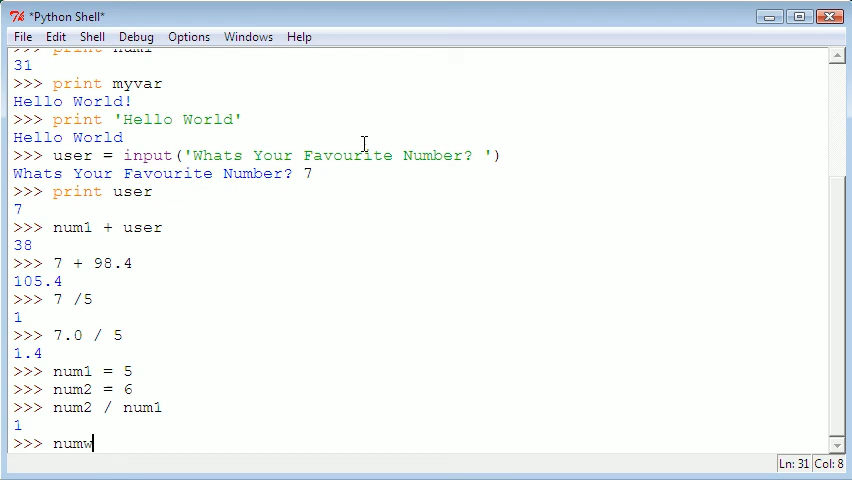 *Python Shell*
File Edit Shell Debug Options Windows Help
>>> print num1
31
>>> print myvar
Hello World!
>>> print 'Hello World'
Hello World
>>> user = input('Whats Your Favourite Number? ')
Whats Your Favourite Number? 7
>>> print user
7
>>> num1 + user
38
>>> 7 + 98.4
105.4
>>> 7 /5
1
>>> 7.0 / 5
1.4
>>> num1 = 5
>>> num2 = 6
>>> num2 / num1
1
>>> numw
Ln: 31 Col: 8